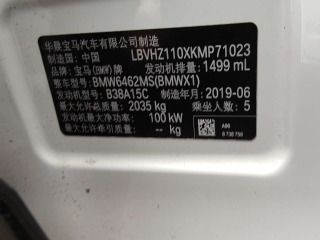 华晨宝马汽车有限公司制造
制造国：中国 LBVHZ110XKMP71023
品牌：宝马(BMW)牌 发动机排量：1499 mL
整车型号：BMW6462MS(BMWX1)
发动机型号：B38A15C 制造年月：2019-06
最大允许总质量：2035 kg 乘坐人数：5
发动机最大净功率：100 kW
最大允许牵引质量：-- kg